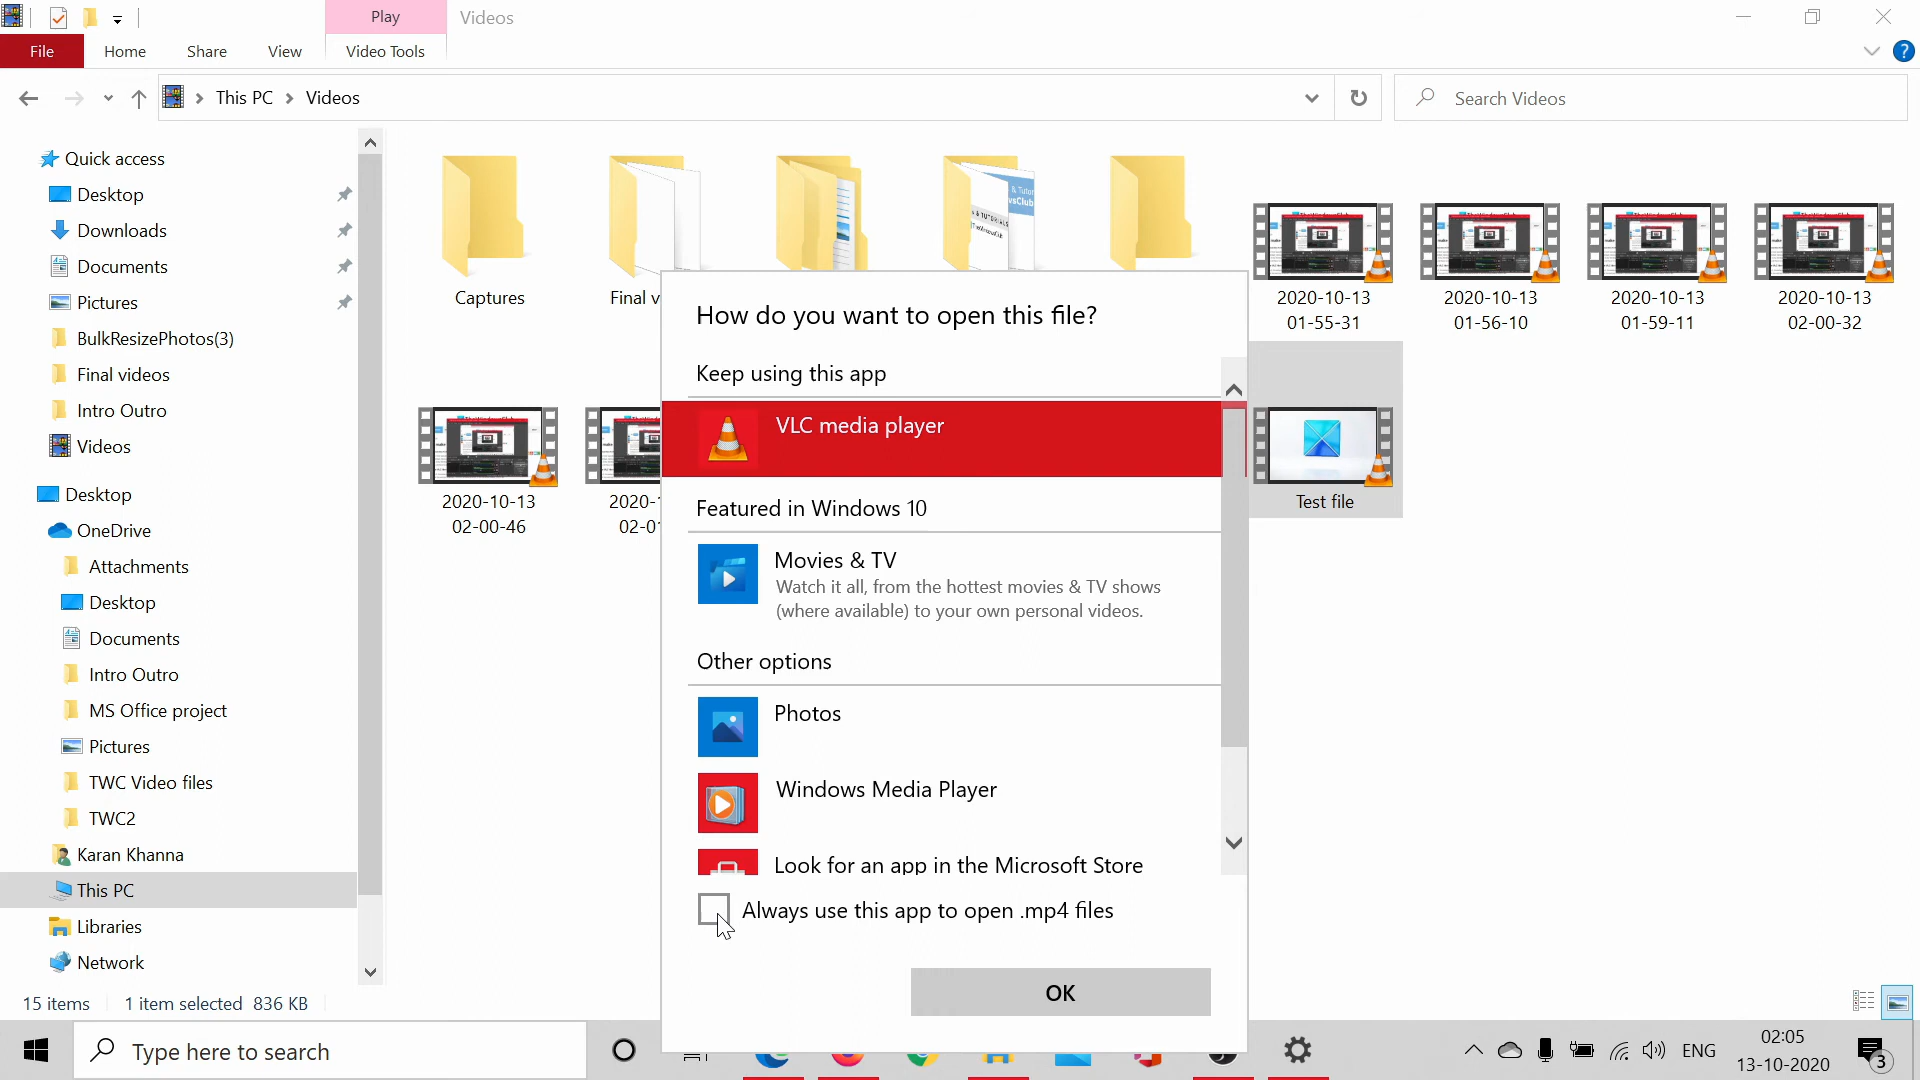 Play
Videos
File
Home
Share
View
Video Tools
?
This PC
Videos
Search Videos
Quick access
Desktop
Downloads
Documents
Pictures
BulkResizePhotos(3)
Final videos
Intro Outro
Videos
Desktop
OneDrive
Attachments
Desktop
Documents
Intro Outro
MS Office project
Pictures
TWC Video files
TWC2
Karan Khanna
This PC
Libraries
Network
Captures
Final v
2020-10-13
01-55-31
2020-10-13
01-56-10
2020-10-13
01-59-11
2020-10-13
02-00-32
2020-10-13
02-00-46
2020-1
02-01
Test file
How do you want to open this file?
Keep using this app
VLC media player
Featured in Windows 10
Movies & TV
Watch it all, from the hottest movies & TV shows
(where available) to your own personal videos.
Other options
Photos
Windows Media Player
Look for an app in the Microsoft Store
Always use this app to open .mp4 files
OK
15 items
1 item selected 836 KB
Type here to search
ENG
02:05
13-10-2020
3